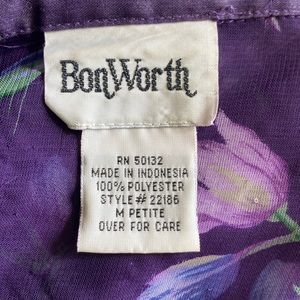 BonWorth
RN 50132
MADE IN INDONESIA
100% POLYESTER
STYLE# 22186
M PETITE
OVER FOR CARE